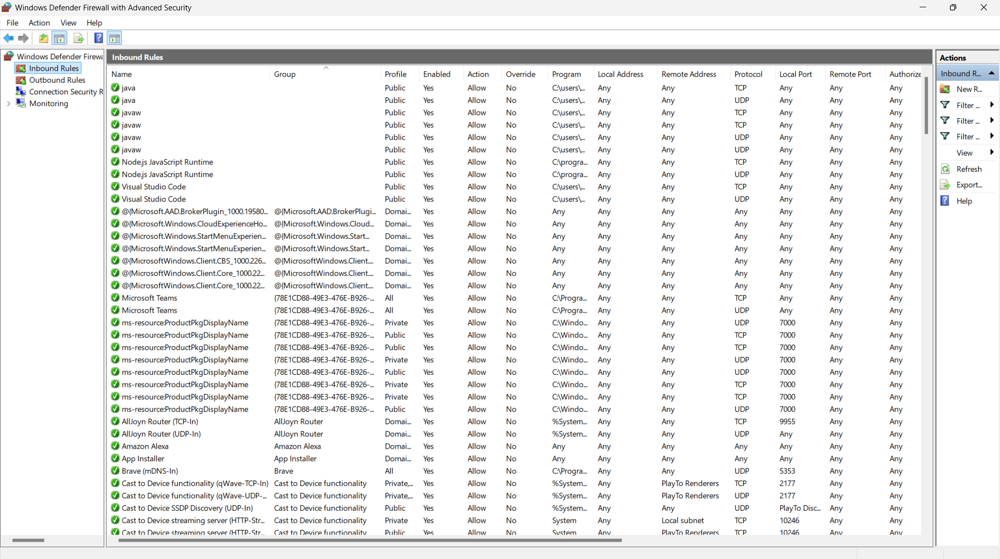 Windows Defender Firewall with Advanced Security
File Action View Help
Windows Defender Firewa
Inbound Rules
Outbound Rules
Connection Security R
Monitoring
Inbound Rules
Name Group Profile Enabled Action Override Program Local Address Remote Address Protocol Local Port Remote Port Authorize
java Public Yes Allow No C:\users\... Any Any TCP Any Any Any
java Public Yes Allow No C:\users\... Any Any UDP Any Any Any
javaw Public Yes Allow No C:\users\... Any Any TCP Any Any Any
javaw Public Yes Allow No C:\users\... Any Any TCP Any Any Any
javaw Public Yes Allow No C:\users\... Any Any UDP Any Any Any
javaw Public Yes Allow No C:\users\... Any Any UDP Any Any Any
Node.js JavaScript Runtime Public Yes Allow No C:\progra... Any Any TCP Any Any Any
Node.js JavaScript Runtime Public Yes Allow No C:\progra... Any Any UDP Any Any Any
Visual Studio Code Public Yes Allow No C:\users\... Any Any TCP Any Any Any
Visual Studio Code Public Yes Allow No C:\users\... Any Any UDP Any Any Any
@{Microsoft.AAD.BrokerPlugin_1000.19580... @{Microsoft.AAD.BrokerPlugi... Domai... Yes Allow No Any Any Any Any Any Any Any
@{Microsoft.Windows.CloudExperienceHo... @{Microsoft.Windows.Cloud... Domai... Yes Allow No Any Any Any Any Any Any Any
@{Microsoft.Windows.StartMenuExperien... @{Microsoft.Windows.Start... Domai... Yes Allow No Any Any Any Any Any Any Any
@{Microsoft.Windows.StartMenuExperien... @{Microsoft.Windows.Start... Domai... Yes Allow No Any Any Any Any Any Any Any
@{MicrosoftWindows.Client.CBS_1000.226... @{MicrosoftWindows.Client.... Domai... Yes Allow No Any Any Any Any Any Any Any
@{MicrosoftWindows.Client.Core_1000.22... @{MicrosoftWindows.Client.... Domai... Yes Allow No Any Any Any Any Any Any Any
@{MicrosoftWindows.Client.Core_1000.22... @{MicrosoftWindows.Client.... Domai... Yes Allow No Any Any Any Any Any Any Any
Microsoft Teams {78E1CD88-49E3-476E-B926-... All Yes Allow No C:\Progra... Any Any TCP Any Any Any
Microsoft Teams {78E1CD88-49E3-476E-B926-... All Yes Allow No C:\Progra... Any Any UDP Any Any Any
ms-resource:ProductPkgDisplayName {78E1CD88-49E3-476E-B926-... Private Yes Allow No C:\Windo... Any Any UDP 7000 Any Any
ms-resource:ProductPkgDisplayName {78E1CD88-49E3-476E-B926-... Public Yes Allow No C:\Windo... Any Any TCP 7000 Any Any
ms-resource:ProductPkgDisplayName {78E1CD88-49E3-476E-B926-... Public Yes Allow No C:\Windo... Any Any TCP 7000 Any Any
ms-resource:ProductPkgDisplayName {78E1CD88-49E3-476E-B926-... Private Yes Allow No C:\Windo... Any Any UDP 7000 Any Any
ms-resource:ProductPkgDisplayName {78E1CD88-49E3-476E-B926-... Public Yes Allow No C:\Windo... Any Any UDP 7000 Any Any
ms-resource:ProductPkgDisplayName {78E1CD88-49E3-476E-B926-... Private Yes Allow No C:\Windo... Any Any TCP 7000 Any Any
ms-resource:ProductPkgDisplayName {78E1CD88-49E3-476E-B926-... Private Yes Allow No C:\Windo... Any Any TCP 7000 Any Any
ms-resource:ProductPkgDisplayName {78E1CD88-49E3-476E-B926-... Public Yes Allow No C:\Windo... Any Any UDP 7000 Any Any
AllJoyn Router (TCP-In) AllJoyn Router Domai... Yes Allow No %System... Any Any TCP 9955 Any Any
AllJoyn Router (UDP-In) AllJoyn Router Domai... Yes Allow No %System... Any Any UDP Any Any Any
Amazon Alexa Amazon Alexa Domai... Yes Allow No Any Any Any Any Any Any Any
App Installer App Installer Domai... Yes Allow No Any Any Any Any Any Any Any
Brave (mDNS-In) Brave All Yes Allow No C:\Progra... Any Any UDP 5353 Any Any
Cast to Device functionality (qWave-TCP-In) Cast to Device functionality Private,... Yes Allow No %System... Any PlayTo Renderers TCP 2177 Any Any
Cast to Device functionality (qWave-UDP-... Cast to Device functionality Private,... Yes Allow No %System... Any PlayTo Renderers UDP 2177 Any Any
Cast to Device SSDP Discovery (UDP-In) Cast to Device functionality Public Yes Allow No %System... Any Any UDP PlayTo Disc... Any Any
Cast to Device streaming server (HTTP-Str... Cast to Device functionality Private Yes Allow No System Any Local subnet TCP 10246 Any Any
Cast to Device streaming server (HTTP-Str... Cast to Device functionality Public Yes Allow No System Any PlayTo Renderers TCP 10246 Any Any
Actions
Inbound R...
New R...
Filter ...
Filter ...
Filter ...
View
Refresh
Export...
Help